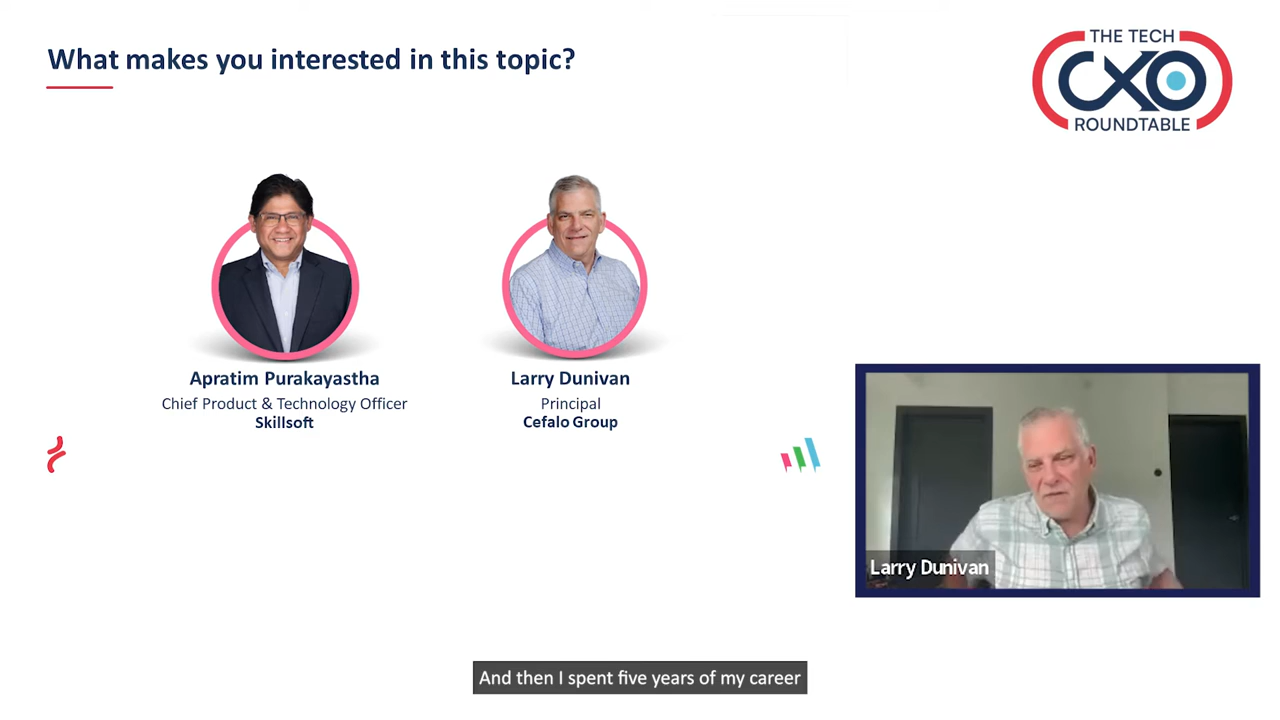 What makes you interested in this topic?
THE TECH
CXO
ROUNDTABLE
Apratim Purakayastha
Chief Product & Technology Officer
Skillsoft
Larry Dunivan
Principal
Cefalo Group
Larry Dunivan
And then I spent five years of my career